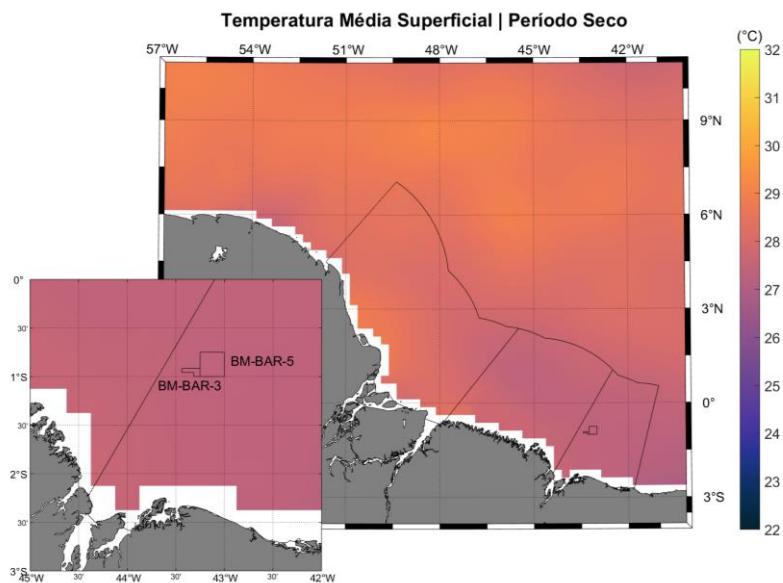 Temperatura Média Superficial | Período Seco
(°C)
57°W 54°W 51°W 48°W 45°W 42°W
32
31
30
29
28
27
26
25
24
23
22
9°N
6°N
3°N
0°
3°S
0°
30'
1°S
30'
2°S
30'
3°S
BM-BAR-5
BM-BAR-3
45°W 30' 44°W 30' 43°W 30' 42°W